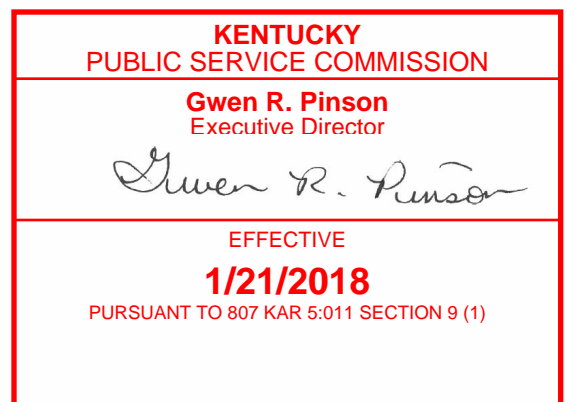 KENTUCKY
PUBLIC SERVICE COMMISSION
Gwen R. Pinson
Executive Director
Gwen R. Pinson
EFFECTIVE
1/21/2018
PURSUANT TO 807 KAR 5:011 SECTION 9 (1)